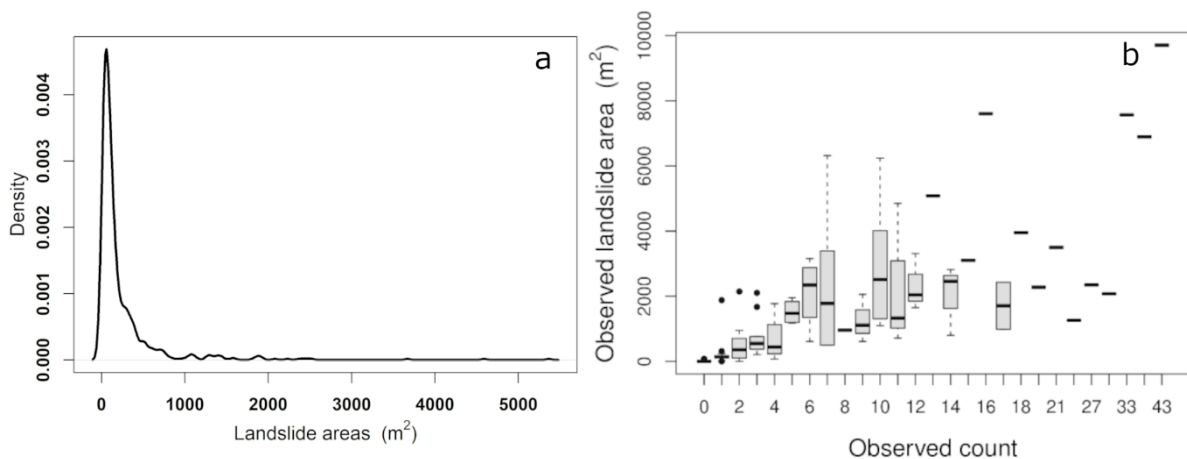 a
Density
0.000 0.001 0.002 0.003 0.004
0 1000 2000 3000 4000 5000
Landslide areas (m²)
b
Observed landslide area (m²)
0 2000 4000 6000 8000 10000
0 2 4 6 8 10 12 14 16 18 21 27 33 43
Observed count